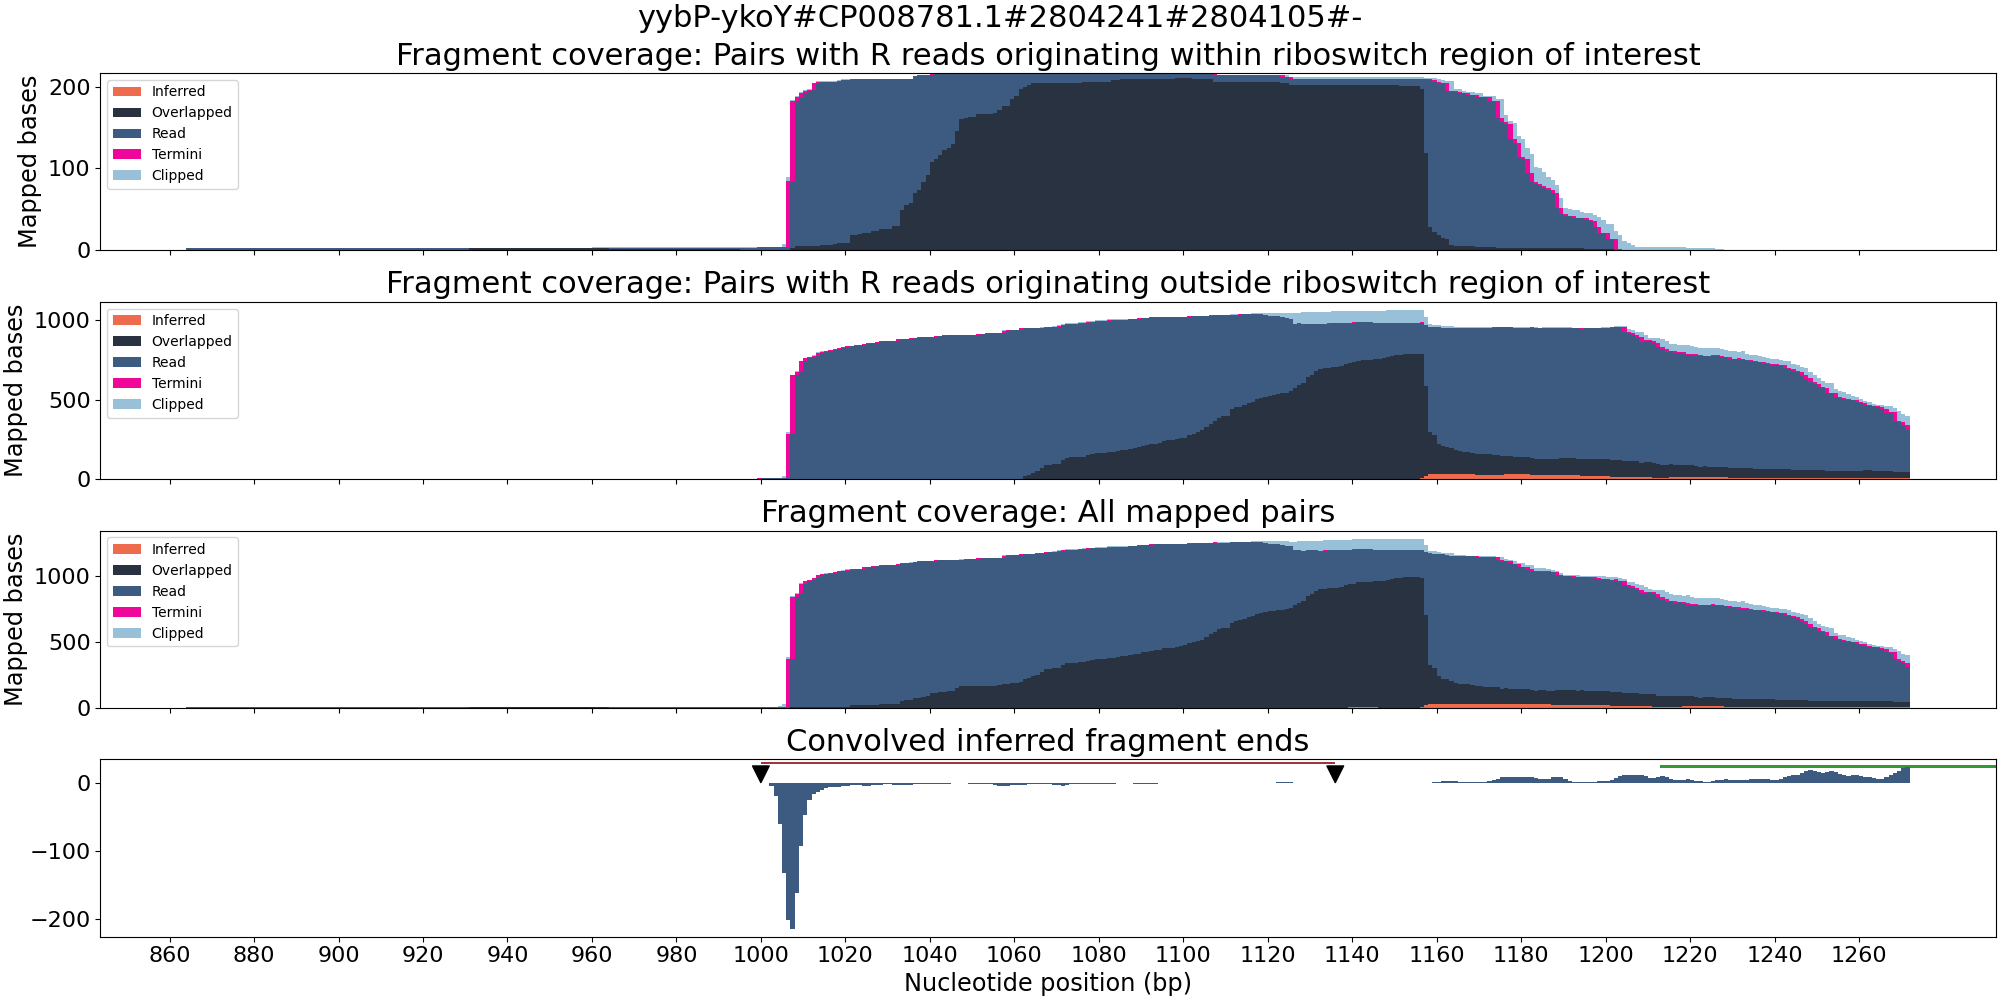 yybP-ykoY#CP008781.1#2804241#2804105#-
Fragment coverage: Pairs with R reads originating within riboswitch region of interest
Mapped bases
200
100
0
Inferred
Overlapped
Read
Termini
Clipped
Fragment coverage: Pairs with R reads originating outside riboswitch region of interest
Mapped bases
1000
500
0
Inferred
Overlapped
Read
Termini
Clipped
Fragment coverage: All mapped pairs
Mapped bases
1000
500
0
Inferred
Overlapped
Read
Termini
Clipped
Convolved inferred fragment ends
0
−100
−200
860 880 900 920 940 960 980 1000 1020 1040 1060 1080 1100 1120 1140 1160 1180 1200 1220 1240 1260
Nucleotide position (bp)